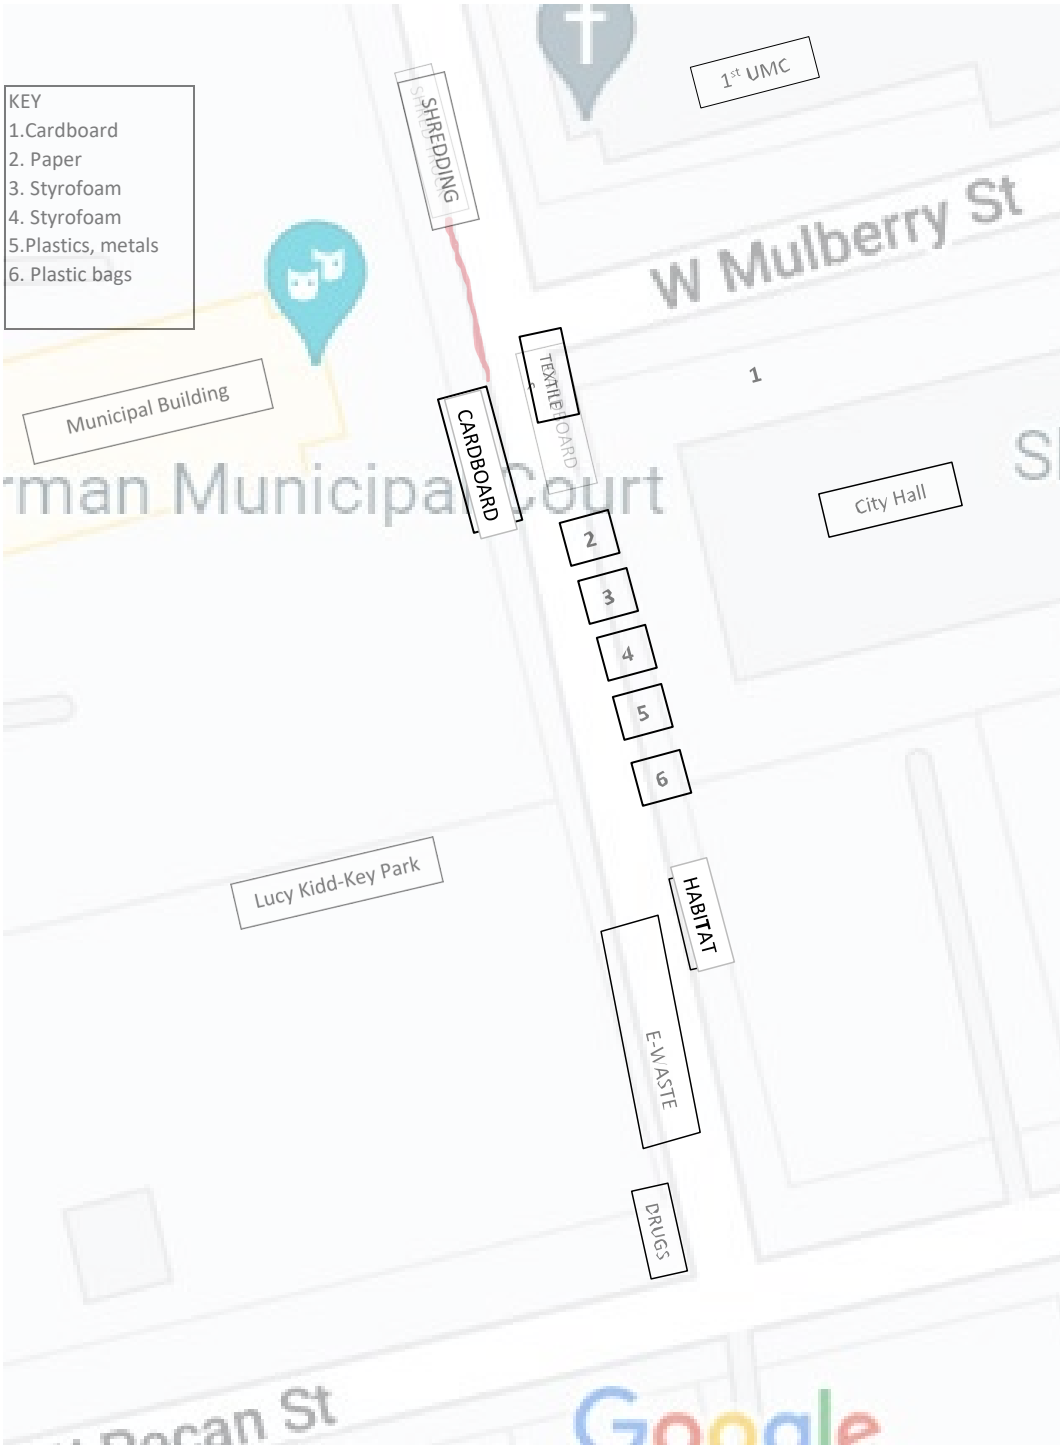 1st UMC
KEY
1.Cardboard
2. Paper
3. Styrofoam
4. Styrofoam
5.Plastics, metals
6. Plastic bags
SHREDDING
W Mulberry St
TEXTILE
s
1
Municipal Building
CARDBOARD
rman Municipal Court
City Hall
2
3
4
5
6
Lucy Kidd-Key Park
HABITAT
E-WASTE
DRUGS
Pecan St
Google